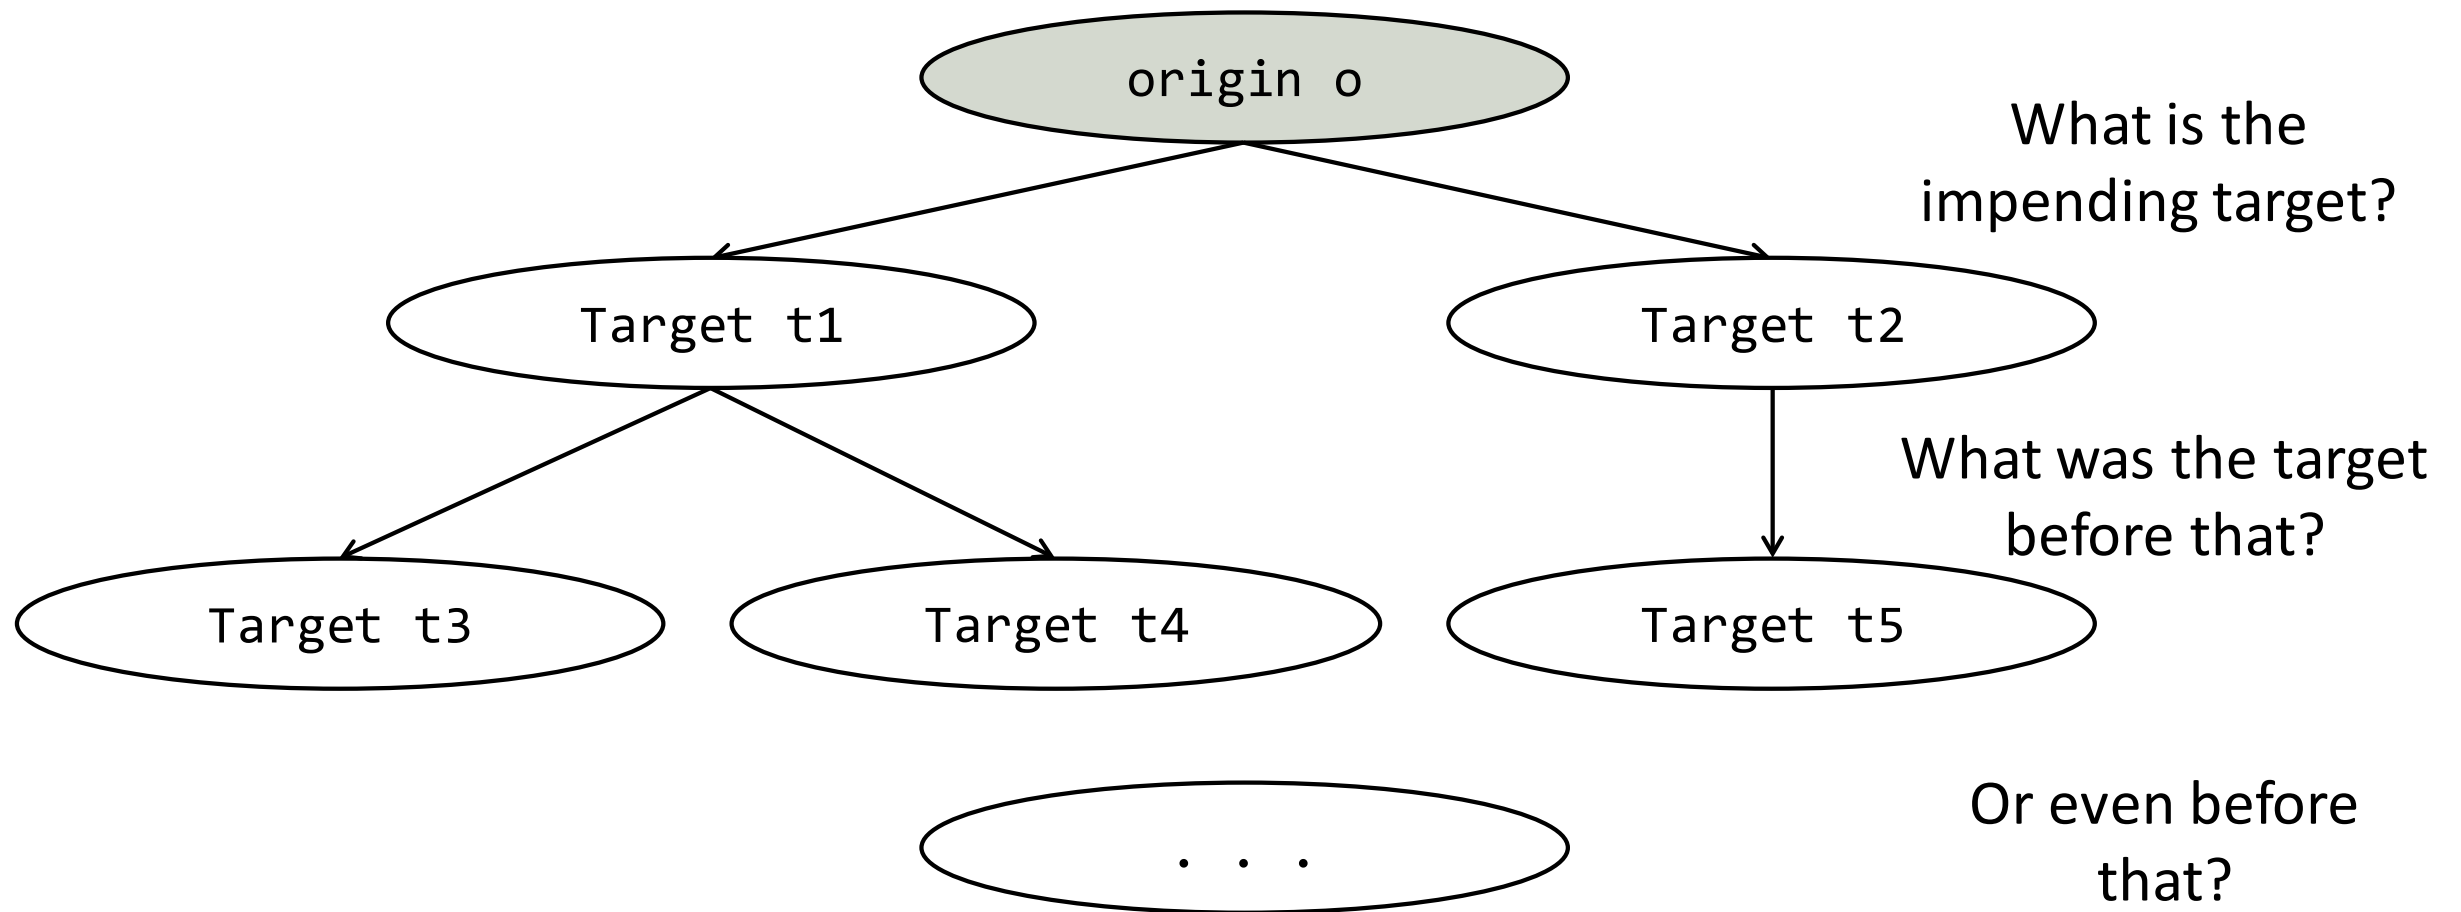 origin o
What is the
impending target?
Target t1
Target t2
What was the target
before that?
Target t3
Target t4
Target t5
. . .
Or even before
that?